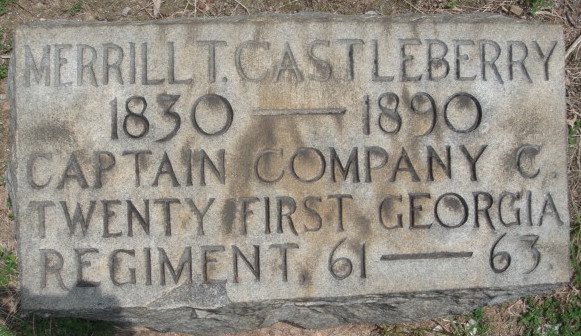 MERRILL T. CASTLEBERRY
1830 — 1890
CAPTAIN COMPANY C
TWENTY FIRST GEORGIA
REGIMENT 61 — 63